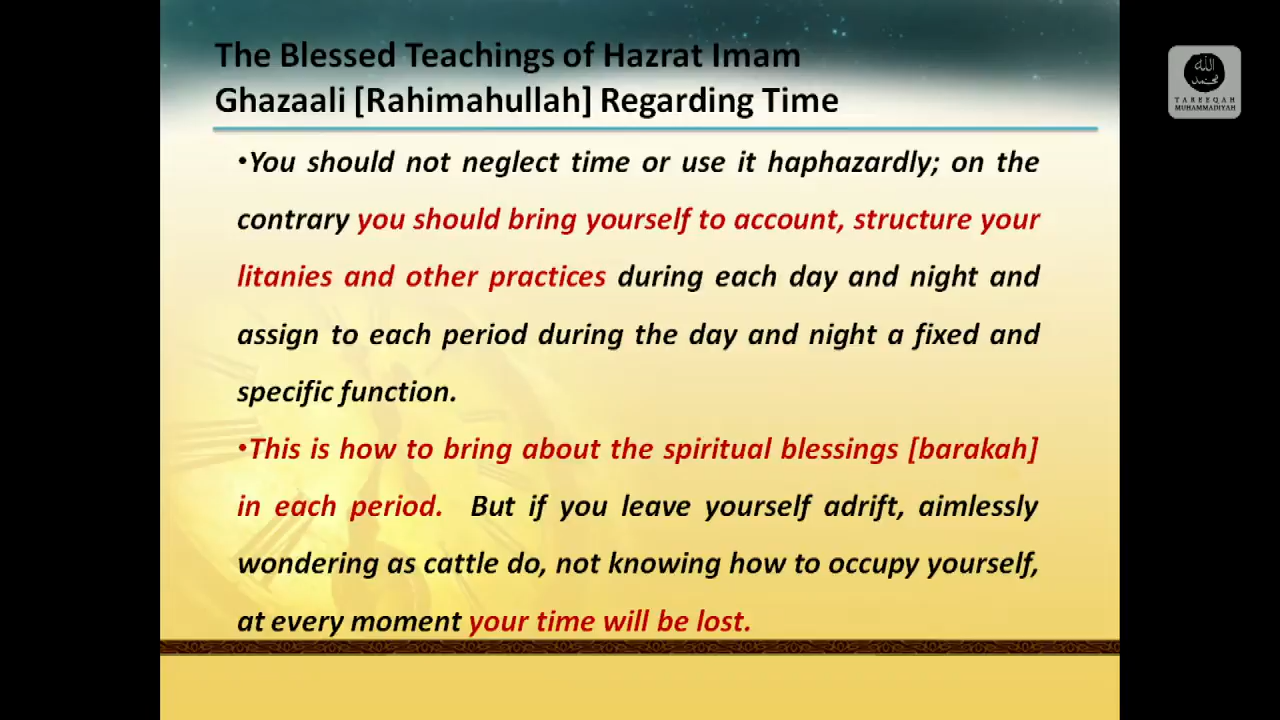 The Blessed Teachings of Hazrat Imam
Ghazaali [Rahimahullah] Regarding Time
•You should not neglect time or use it haphazardly; on the
contrary you should bring yourself to account, structure your
litanies and other practices during each day and night and
assign to each period during the day and night a fixed and
specific function.
•This is how to bring about the spiritual blessings [barakah]
in each period. But if you leave yourself adrift, aimlessly
wondering as cattle do, not knowing how to occupy yourself,
at every moment your time will be lost.
الله
محمد
TAREEQAH
MUHAMMADIYAH